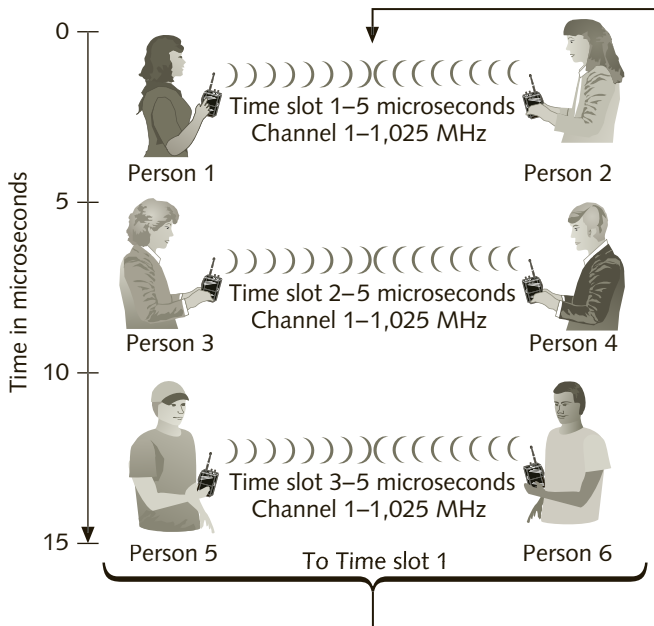 0
Time slot 1–5 microseconds
Channel 1–1,025 MHz
Person 1
Person 2
5
Time in microseconds
Time slot 2–5 microseconds
Channel 1–1,025 MHz
Person 3
Person 4
10
Time slot 3–5 microseconds
Channel 1–1,025 MHz
15
Person 5
To Time slot 1
Person 6